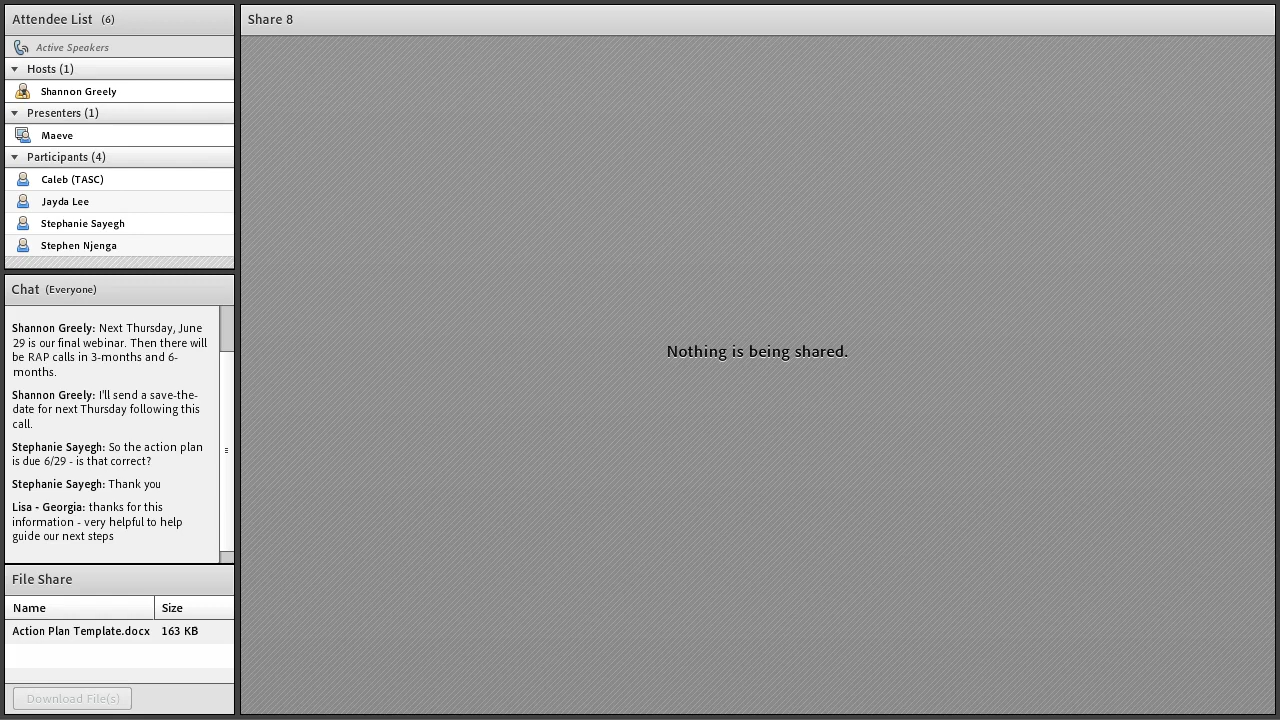 Attendee List (6)
Active Speakers
Hosts (1)
Shannon Greely
Presenters (1)
Maeve
Participants (4)
Caleb (TASC)
Jayda Lee
Stephanie Sayegh
Stephen Njenga
Chat (Everyone)
Shannon Greely: Next Thursday, June
29 is our final webinar. Then there will
be RAP calls in 3-months and 6-
months.
Shannon Greely: I'll send a save-the-
date for next Thursday following this
call.
Stephanie Sayegh: So the action plan
is due 6/29 - is that correct?
Stephanie Sayegh: Thank you
Lisa - Georgia: thanks for this
information - very helpful to help
guide our next steps
File Share
Name Size
Action Plan Template.docx 163 KB
Download File(s)
Share 8
Nothing is being shared.